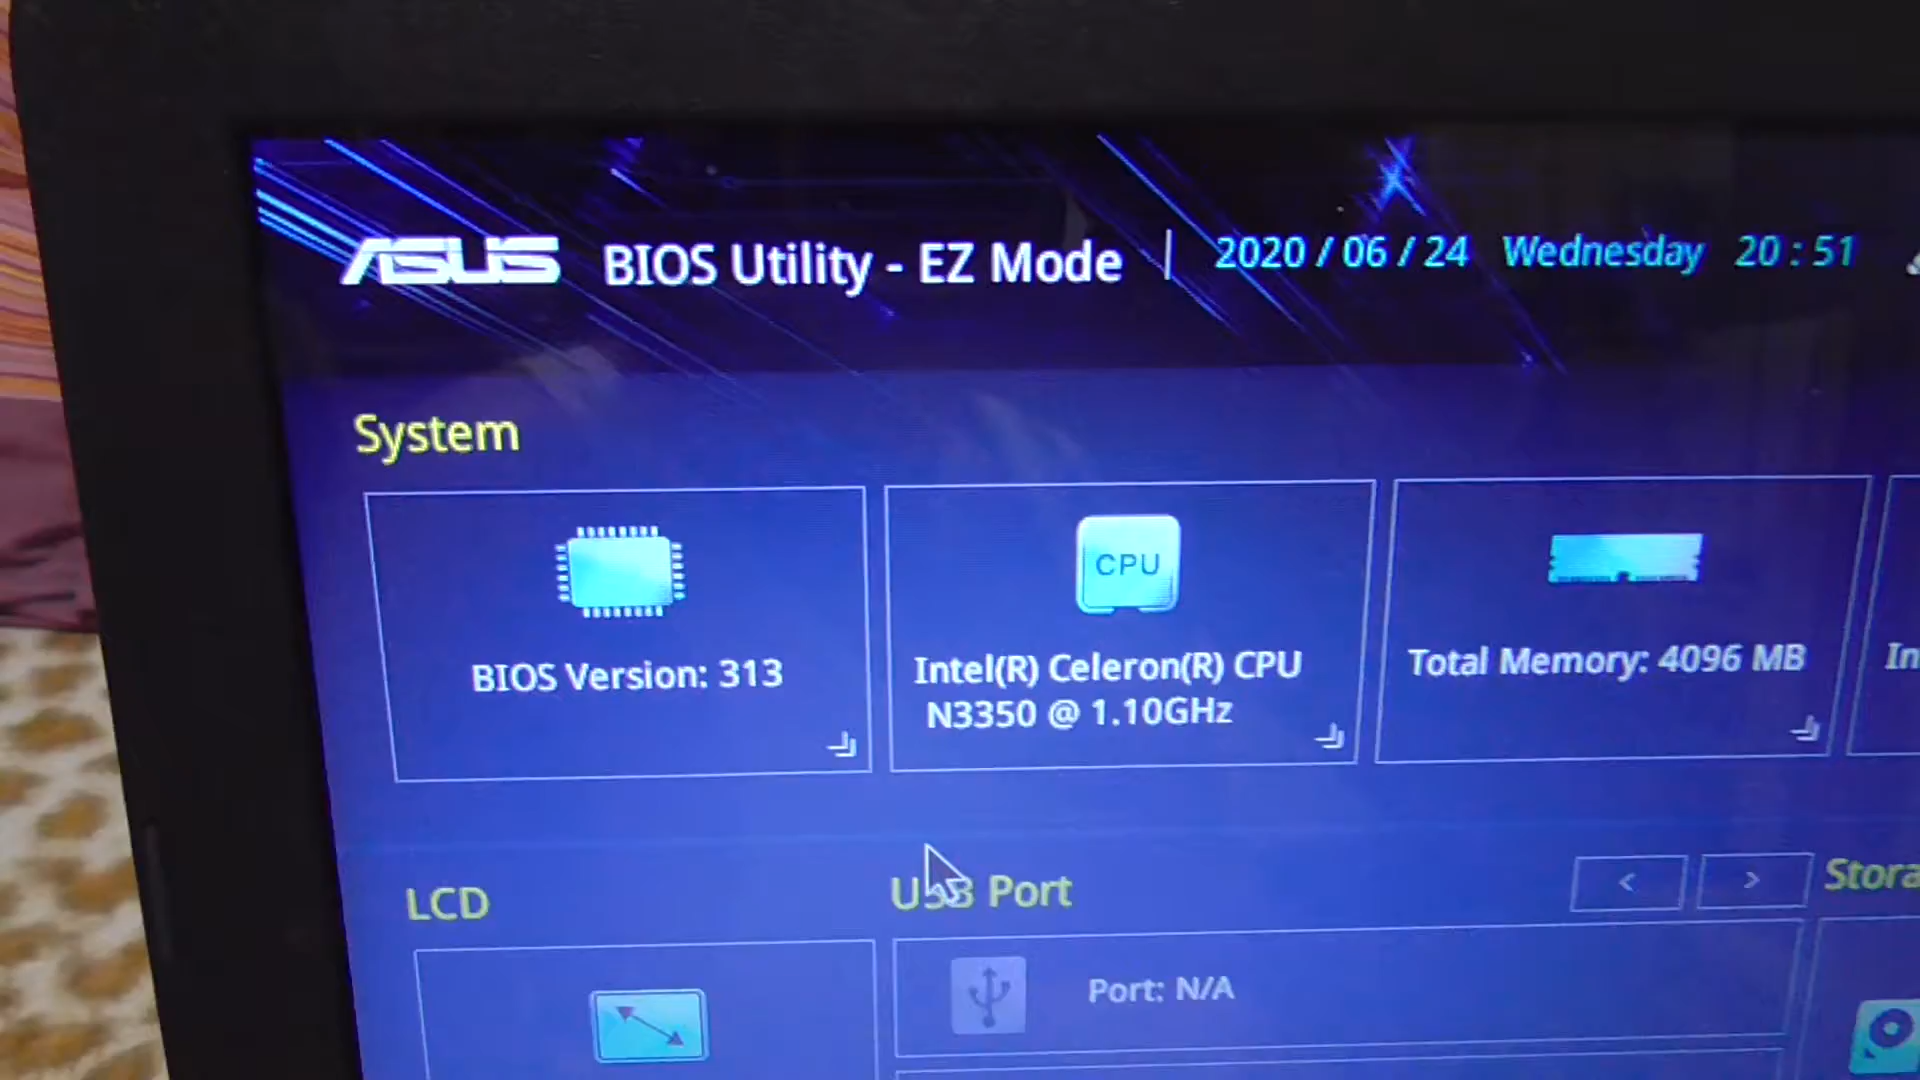 ASUS BIOS Utility - EZ Mode | 2020 / 06 / 24 Wednesday 20 : 51
System
CPU
BIOS Version: 313
Intel(R) Celeron(R) CPU
N3350 @ 1.10GHz
Total Memory: 4096 MB
LCD
USB Port
< >
Port: N/A